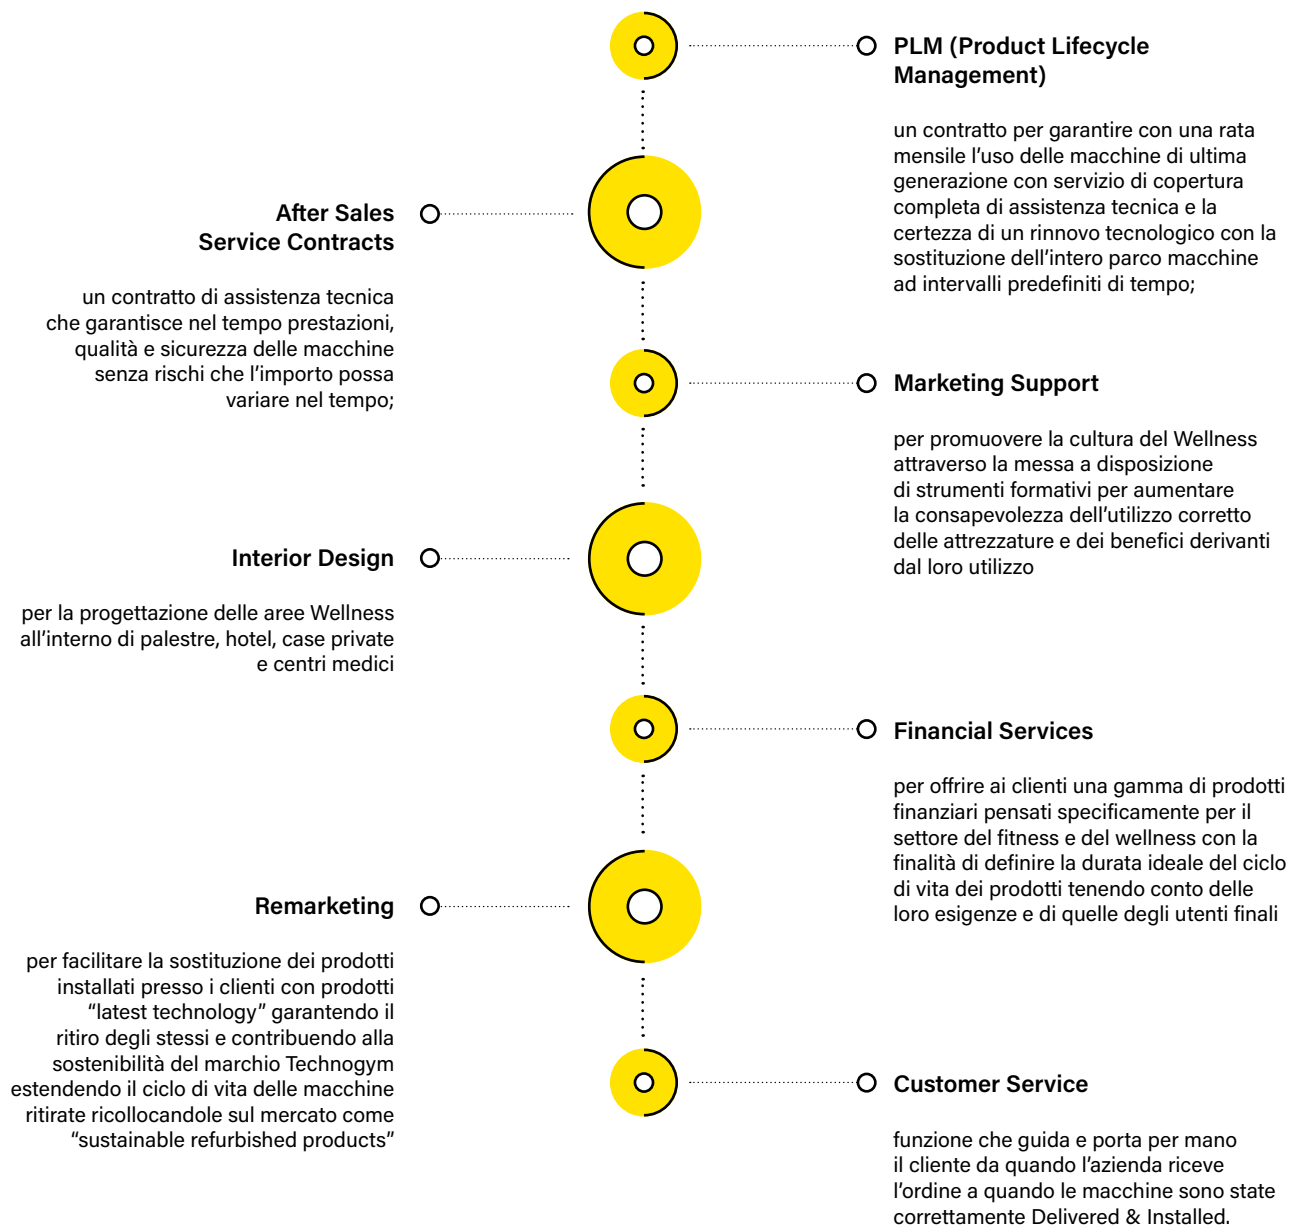 PLM (Product Lifecycle
Management)
un contratto per garantire con una rata
mensile l’uso delle macchine di ultima
generazione con servizio di copertura
completa di assistenza tecnica e la
certezza di un rinnovo tecnologico con la
sostituzione dell’intero parco macchine
ad intervalli predefiniti di tempo;
After Sales
Service Contracts
un contratto di assistenza tecnica
che garantisce nel tempo prestazioni,
qualità e sicurezza delle macchine
senza rischi che l’importo possa
variare nel tempo;
Marketing Support
per promuovere la cultura del Wellness
attraverso la messa a disposizione
di strumenti formativi per aumentare
la consapevolezza dell’utilizzo corretto
delle attrezzature e dei benefici derivanti
dal loro utilizzo
Interior Design
per la progettazione delle aree Wellness
all’interno di palestre, hotel, case private
e centri medici
Financial Services
per offrire ai clienti una gamma di prodotti
finanziari pensati specificamente per il
settore del fitness e del wellness con la
finalità di definire la durata ideale del ciclo
di vita dei prodotti tenendo conto delle
loro esigenze e di quelle degli utenti finali
Remarketing
per facilitare la sostituzione dei prodotti
installati presso i clienti con prodotti
“latest technology” garantendo il
ritiro degli stessi e contribuendo alla
sostenibilità del marchio Technogym
estendendo il ciclo di vita delle macchine
ritirate ricollocandole sul mercato come
“sustainable refurbished products”
Customer Service
funzione che guida e porta per mano
il cliente da quando l’azienda riceve
l’ordine a quando le macchine sono state
correttamente Delivered & Installed.